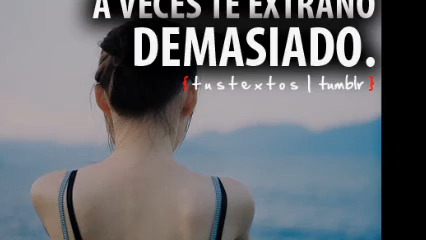 A VECES TE EXTRAÑO
DEMASIADO.
{tustextos | tumblr}